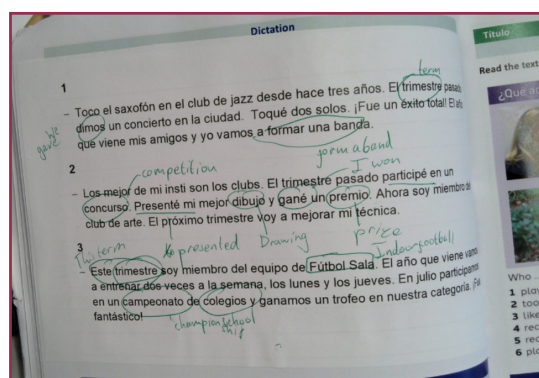 Dictation
Título
1
term
– Toco el saxofón en el club de jazz desde hace tres años. El trimestre pasado
Read the text
¿Qué
we gave
dimos un concierto en la ciudad. Toqué dos solos. ¡Fue un éxito total! El año
que viene mis amigos y yo vamos a formar una banda.
form a band
2
competition
I won
– Los mejor de mi insti son los clubs. El trimestre pasado participé en un
concurso. Presenté mi mejor dibujo y gané un premio. Ahora soy miembro del
club de arte. El próximo trimestre voy a mejorar mi técnica.
3
term
presented
Drawing
prize
Indoor football
– Este trimestre soy miembro del equipo de Fútbol Sala. El año que viene vamos
a entrenar dos veces a la semana, los lunes y los jueves. En julio participamos
en un campeonato de colegios y ganamos un trofeo en nuestra categoría. ¡Fue
fantástico!
championship
school
Who
1 play
2 too
3 like
4 rec
5 rec
6 pla